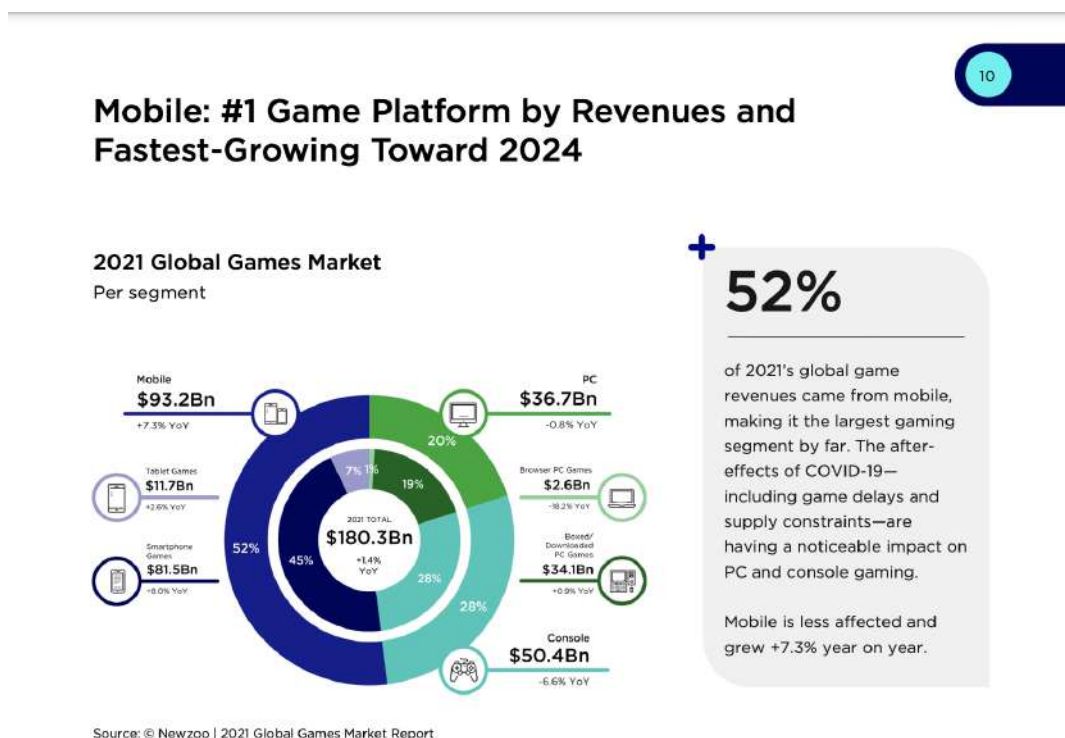 10
Mobile: #1 Game Platform by Revenues and
Fastest-Growing Toward 2024
2021 Global Games Market
Per segment
Mobile
$93.2Bn
+7.3% YoY
Tablet Games
$11.7Bn
+2.6% YoY
Smartphone
Games
$81.5Bn
+8.0% YoY
52%
45%
7%
1%
19%
20%
28%
28%
2021 TOTAL
$180.3Bn
+1.4%
YoY
PC
$36.7Bn
-0.8% YoY
Browser PC Games
$2.6Bn
-18.2% YoY
Boxed/
Downloaded
PC Games
$34.1Bn
+0.9% YoY
Console
$50.4Bn
-6.6% YoY
52%
of 2021's global game
revenues came from mobile,
making it the largest gaming
segment by far. The after-
effects of COVID-19—
including game delays and
supply constraints—are
having a noticeable impact on
PC and console gaming.
Mobile is less affected and
grew +7.3% year on year.
Source: © Newzoo | 2021 Global Games Market Report